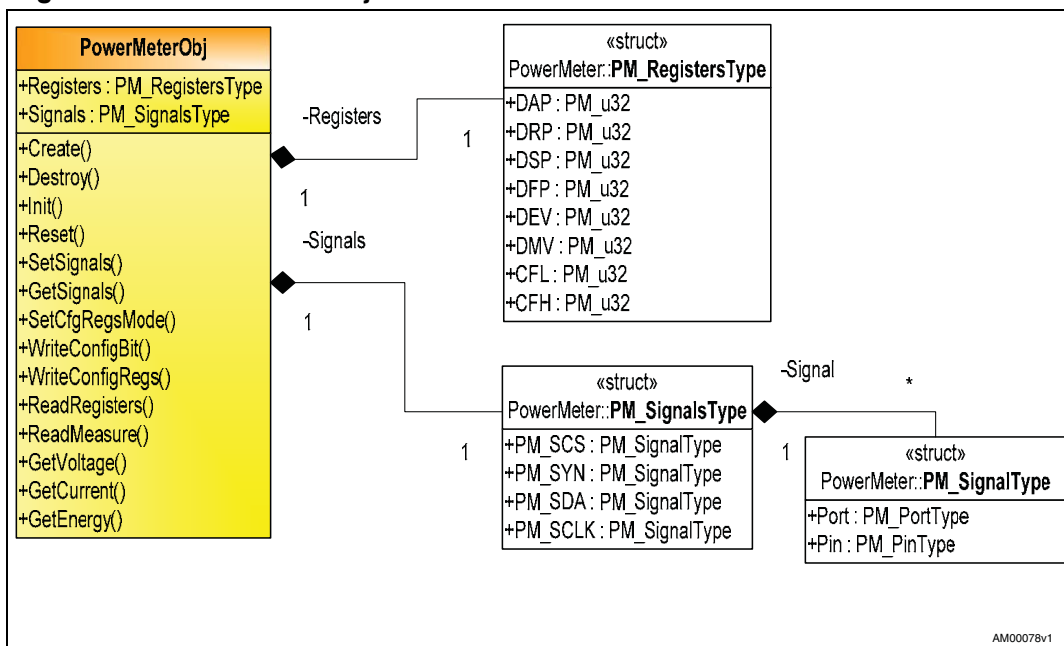 PowerMeterObj
+Registers : PM_RegistersType
+Signals : PM_SignalsType
+Create()
+Destroy()
+Init()
+Reset()
+SetSignals()
+GetSignals()
+SetCfgRegsMode()
+WriteConfigBit()
+WriteConfigRegs()
+ReadRegisters()
+ReadMeasure()
+GetVoltage()
+GetCurrent()
+GetEnergy()
-Registers
1
1
-Signals
1
1
«struct»
PowerMeter::PM_RegistersType
+DAP : PM_u32
+DRP : PM_u32
+DSP : PM_u32
+DFP : PM_u32
+DEV : PM_u32
+DMV : PM_u32
+CFL : PM_u32
+CFH : PM_u32
«struct»
PowerMeter::PM_SignalsType
+PM_SCS : PM_SignalType
+PM_SYN : PM_SignalType
+PM_SDA : PM_SignalType
+PM_SCLK : PM_SignalType
-Signal
*
1
«struct»
PowerMeter::PM_SignalType
+Port : PM_PortType
+Pin : PM_PinType
AM00078v1